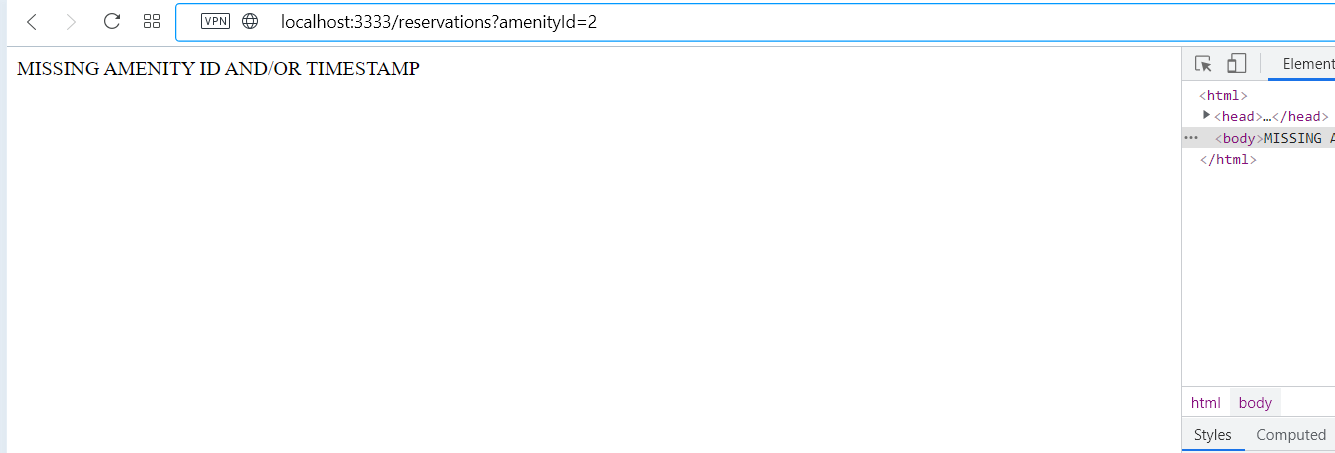 VPN localhost:3333/reservations?amenityId=2
MISSING AMENITY ID AND/OR TIMESTAMP
Element
<html>
<head>…</head>
<body>MISSING A
</html>
html body
Styles Computed